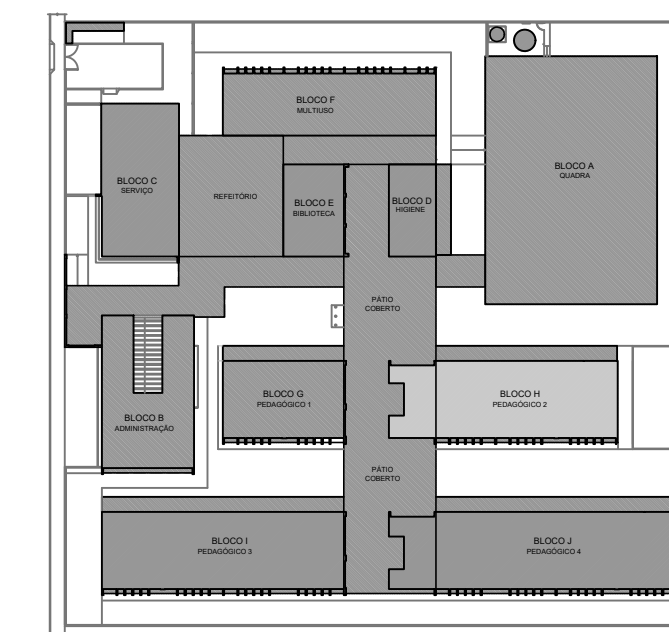 BLOCO F
MULTIUSO
BLOCO A
QUADRA
BLOCO C
SERVIÇO
REFEITÓRIO
BLOCO E
BIBLIOTECA
BLOCO D
HIGIENE
PÁTIO
COBERTO
BLOCO G
PEDAGÓGICO 1
BLOCO H
PEDAGÓGICO 2
BLOCO B
ADMINISTRAÇÃO
PÁTIO
COBERTO
BLOCO I
PEDAGÓGICO 3
BLOCO J
PEDAGÓGICO 4